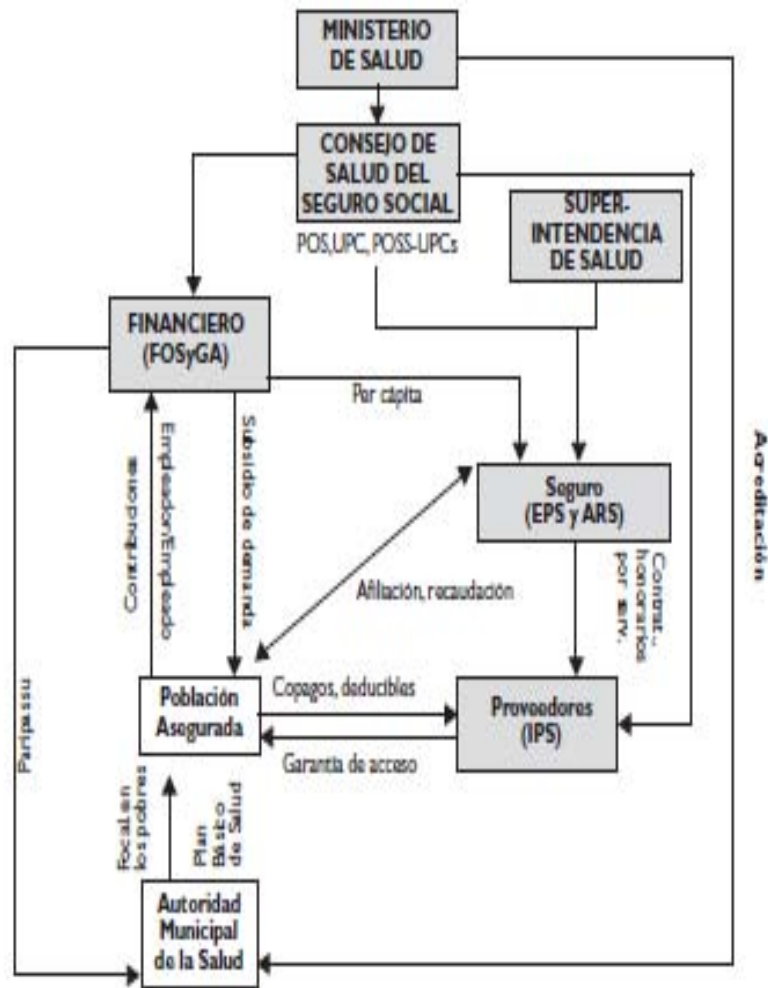 MINISTERIO
DE SALUD
CONSEJO DE
SALUD DEL
SEGURO SOCIAL
POS,UPC, POSS-UPCs
SUPER-
INTENDENCIA
DE SALUD
FINANCIERO
(FOSyGA)
Per cápita
Contribuciones
Empleador/Empleado
Subsidio de demanda
Seguro
(EPS y ARS)
Afiliación, recaudación
Contrat.,
honorarios
por serv.
Acreditación
Paripassu
Población
Asegurada
Copagos, deducibles
Garantía de acceso
Proveedores
(IPS)
Focal en
los pobres
Plan
Básico
de Salud
Autoridad
Municipal
de la Salud